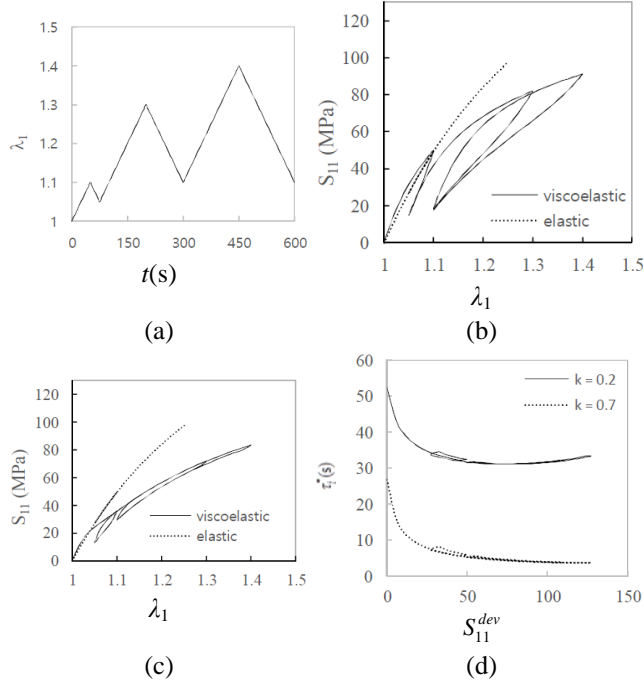 1.5
1.4
1.3
1.2
1.1
1
λ₁
0 150 300 450 600
t(s)
(a)
120
100
80
60
40
20
0
S₁₁ (MPa)
viscoelastic
elastic
1 1.1 1.2 1.3 1.4 1.5
λ₁
(b)
120
100
80
60
40
20
0
S₁₁ (MPa)
viscoelastic
elastic
1 1.1 1.2 1.3 1.4 1.5
λ₁
(c)
60
50
40
30
20
10
0
τᵢ*(s)
k = 0.2
k = 0.7
0 50 100 150
S₁₁ᵈᵉᵛ
(d)